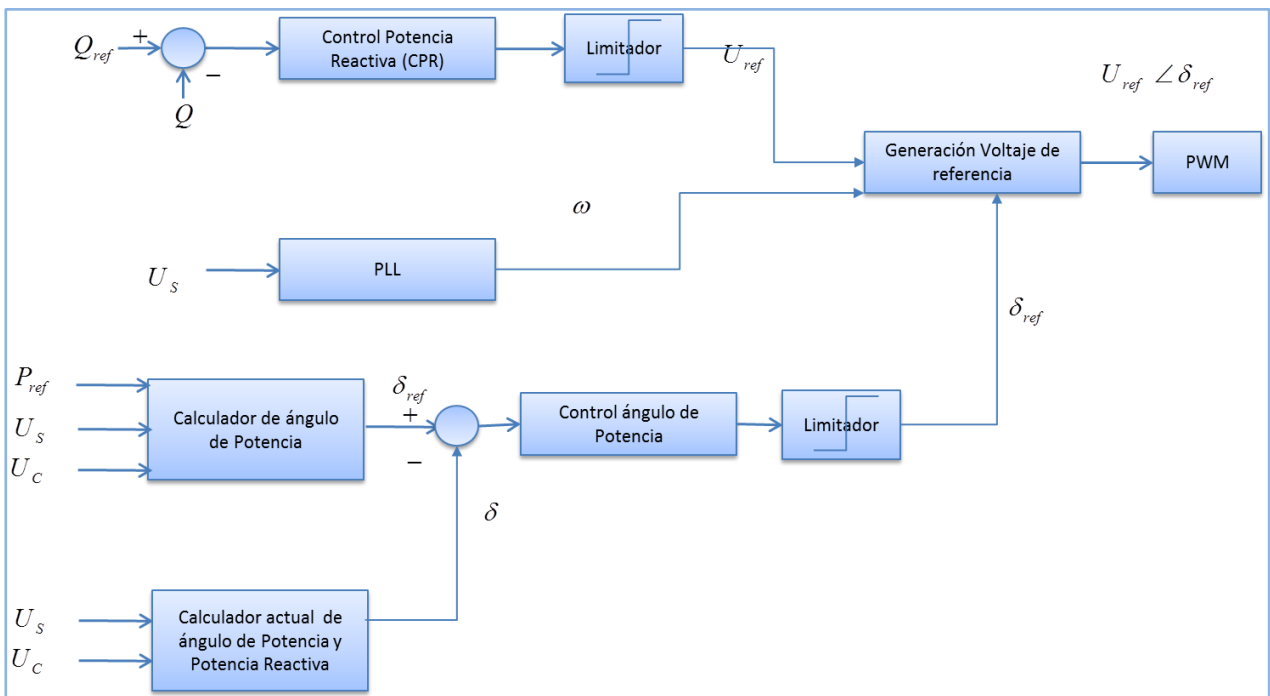 Q_ref
+
−
Q
Control Potencia
Reactiva (CPR)
Limitador
U_ref
U_ref ∠δ_ref
Generación Voltaje de
referencia
PWM
ω
U_S
PLL
δ_ref
P_ref
U_S
U_C
Calculador de ángulo
de Potencia
δ_ref
+
−
Control ángulo de
Potencia
Limitador
δ
U_S
U_C
Calculador actual de
ángulo de Potencia y
Potencia Reactiva